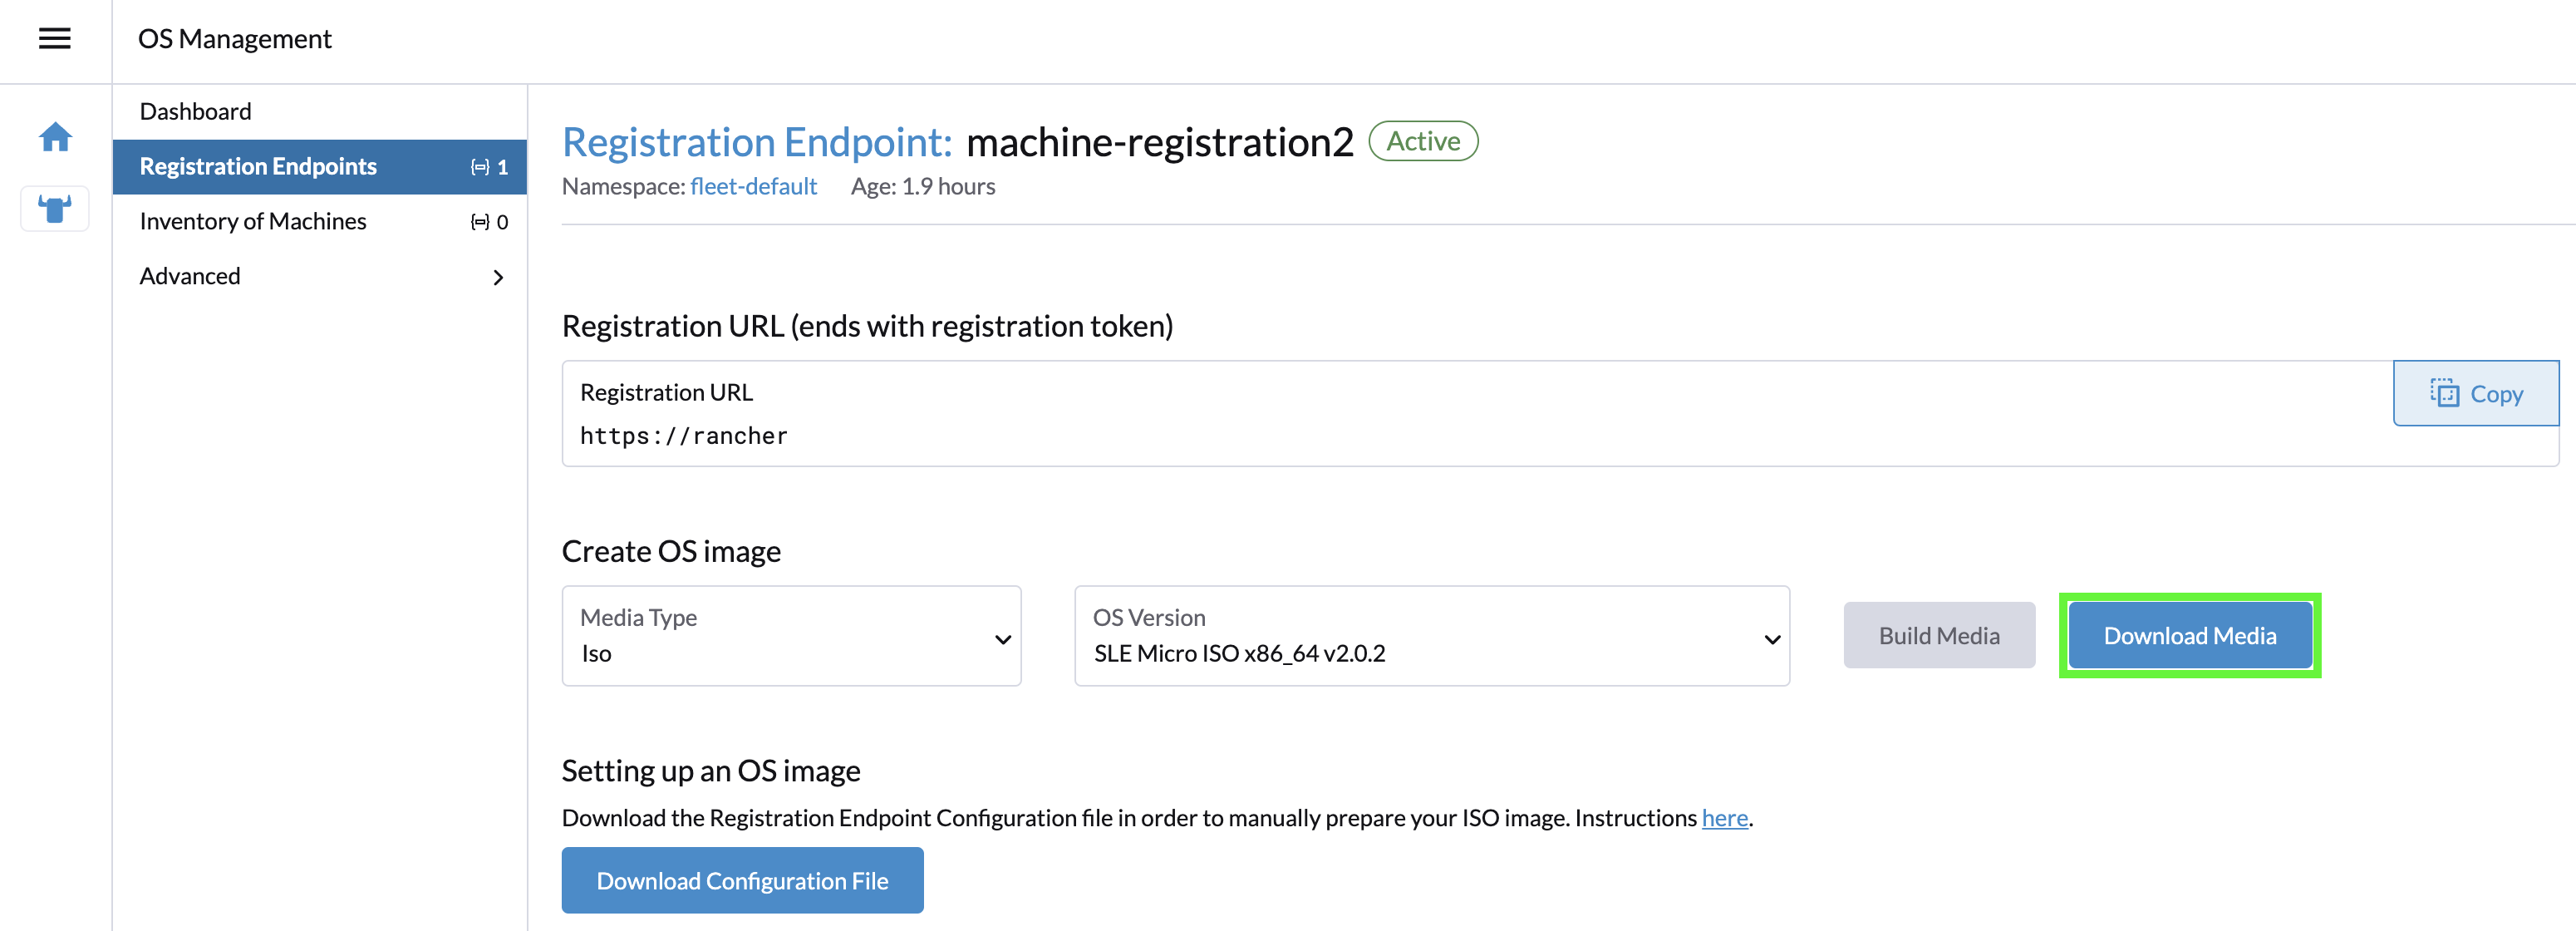 OS Management
Dashboard
Registration Endpoints 1
Inventory of Machines 0
Advanced
Registration Endpoint: machine-registration2 Active
Namespace: fleet-default Age: 1.9 hours
Registration URL (ends with registration token)
Registration URL
Copy
https://rancher
Create OS image
Media Type
Iso
OS Version
SLE Micro ISO x86_64 v2.0.2
Build Media
Download Media
Setting up an OS image
Download the Registration Endpoint Configuration file in order to manually prepare your ISO image. Instructions here.
Download Configuration File